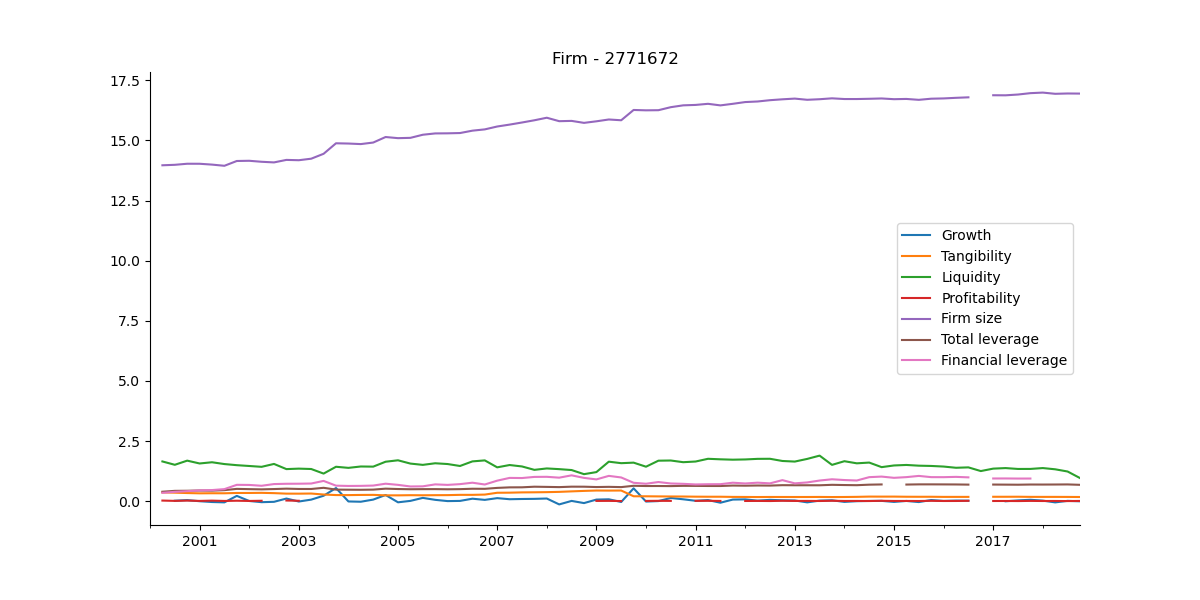 Firm - 2771672
17.5
15.0
12.5
10.0
7.5
5.0
2.5
0.0
Growth
Tangibility
Liquidity
Profitability
Firm size
Total leverage
Financial leverage
2001 2003 2005 2007 2009 2011 2013 2015 2017